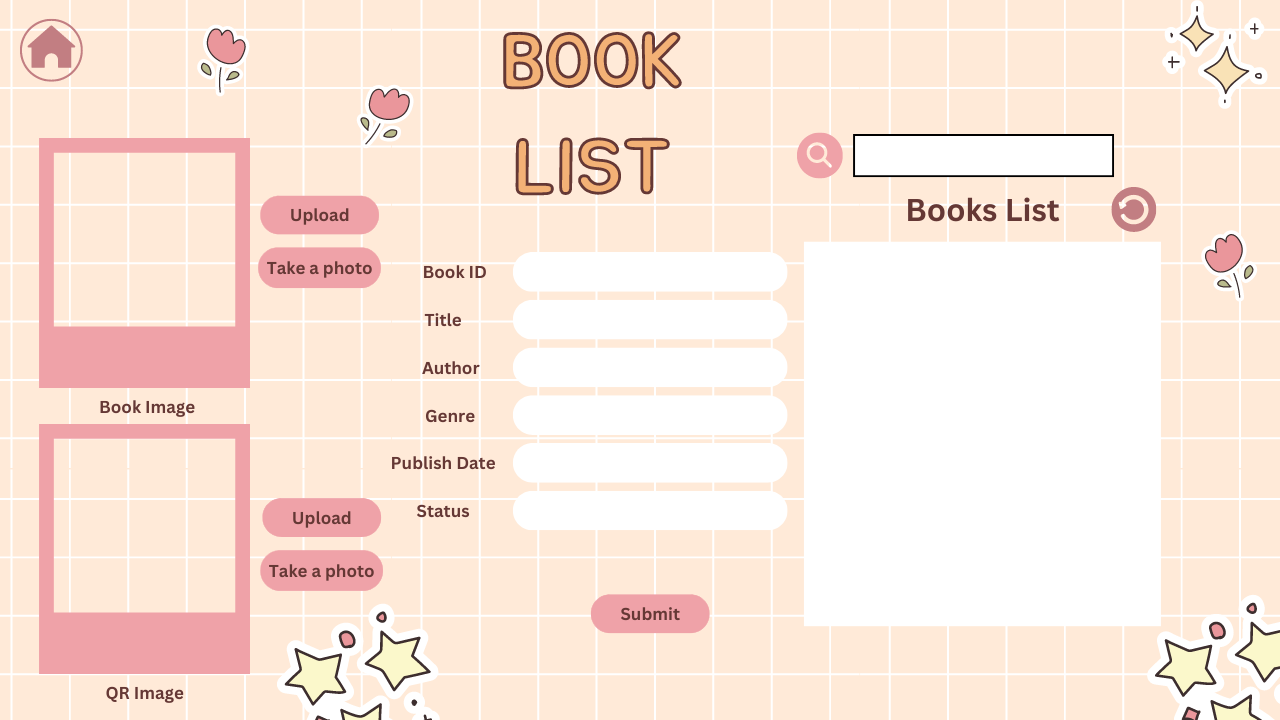 BOOK
LIST
Upload
Take a photo
Book Image
Upload
Take a photo
QR Image
Book ID
Title
Author
Genre
Publish Date
Status
Submit
Books List